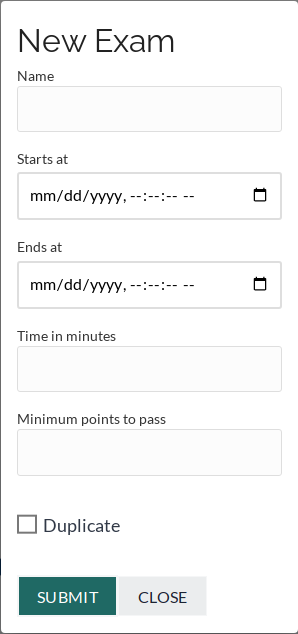 New Exam
Name
Starts at
mm/dd/yyyy, --:--:-- --
Ends at
mm/dd/yyyy, --:--:-- --
Time in minutes
Minimum points to pass
Duplicate
SUBMIT CLOSE